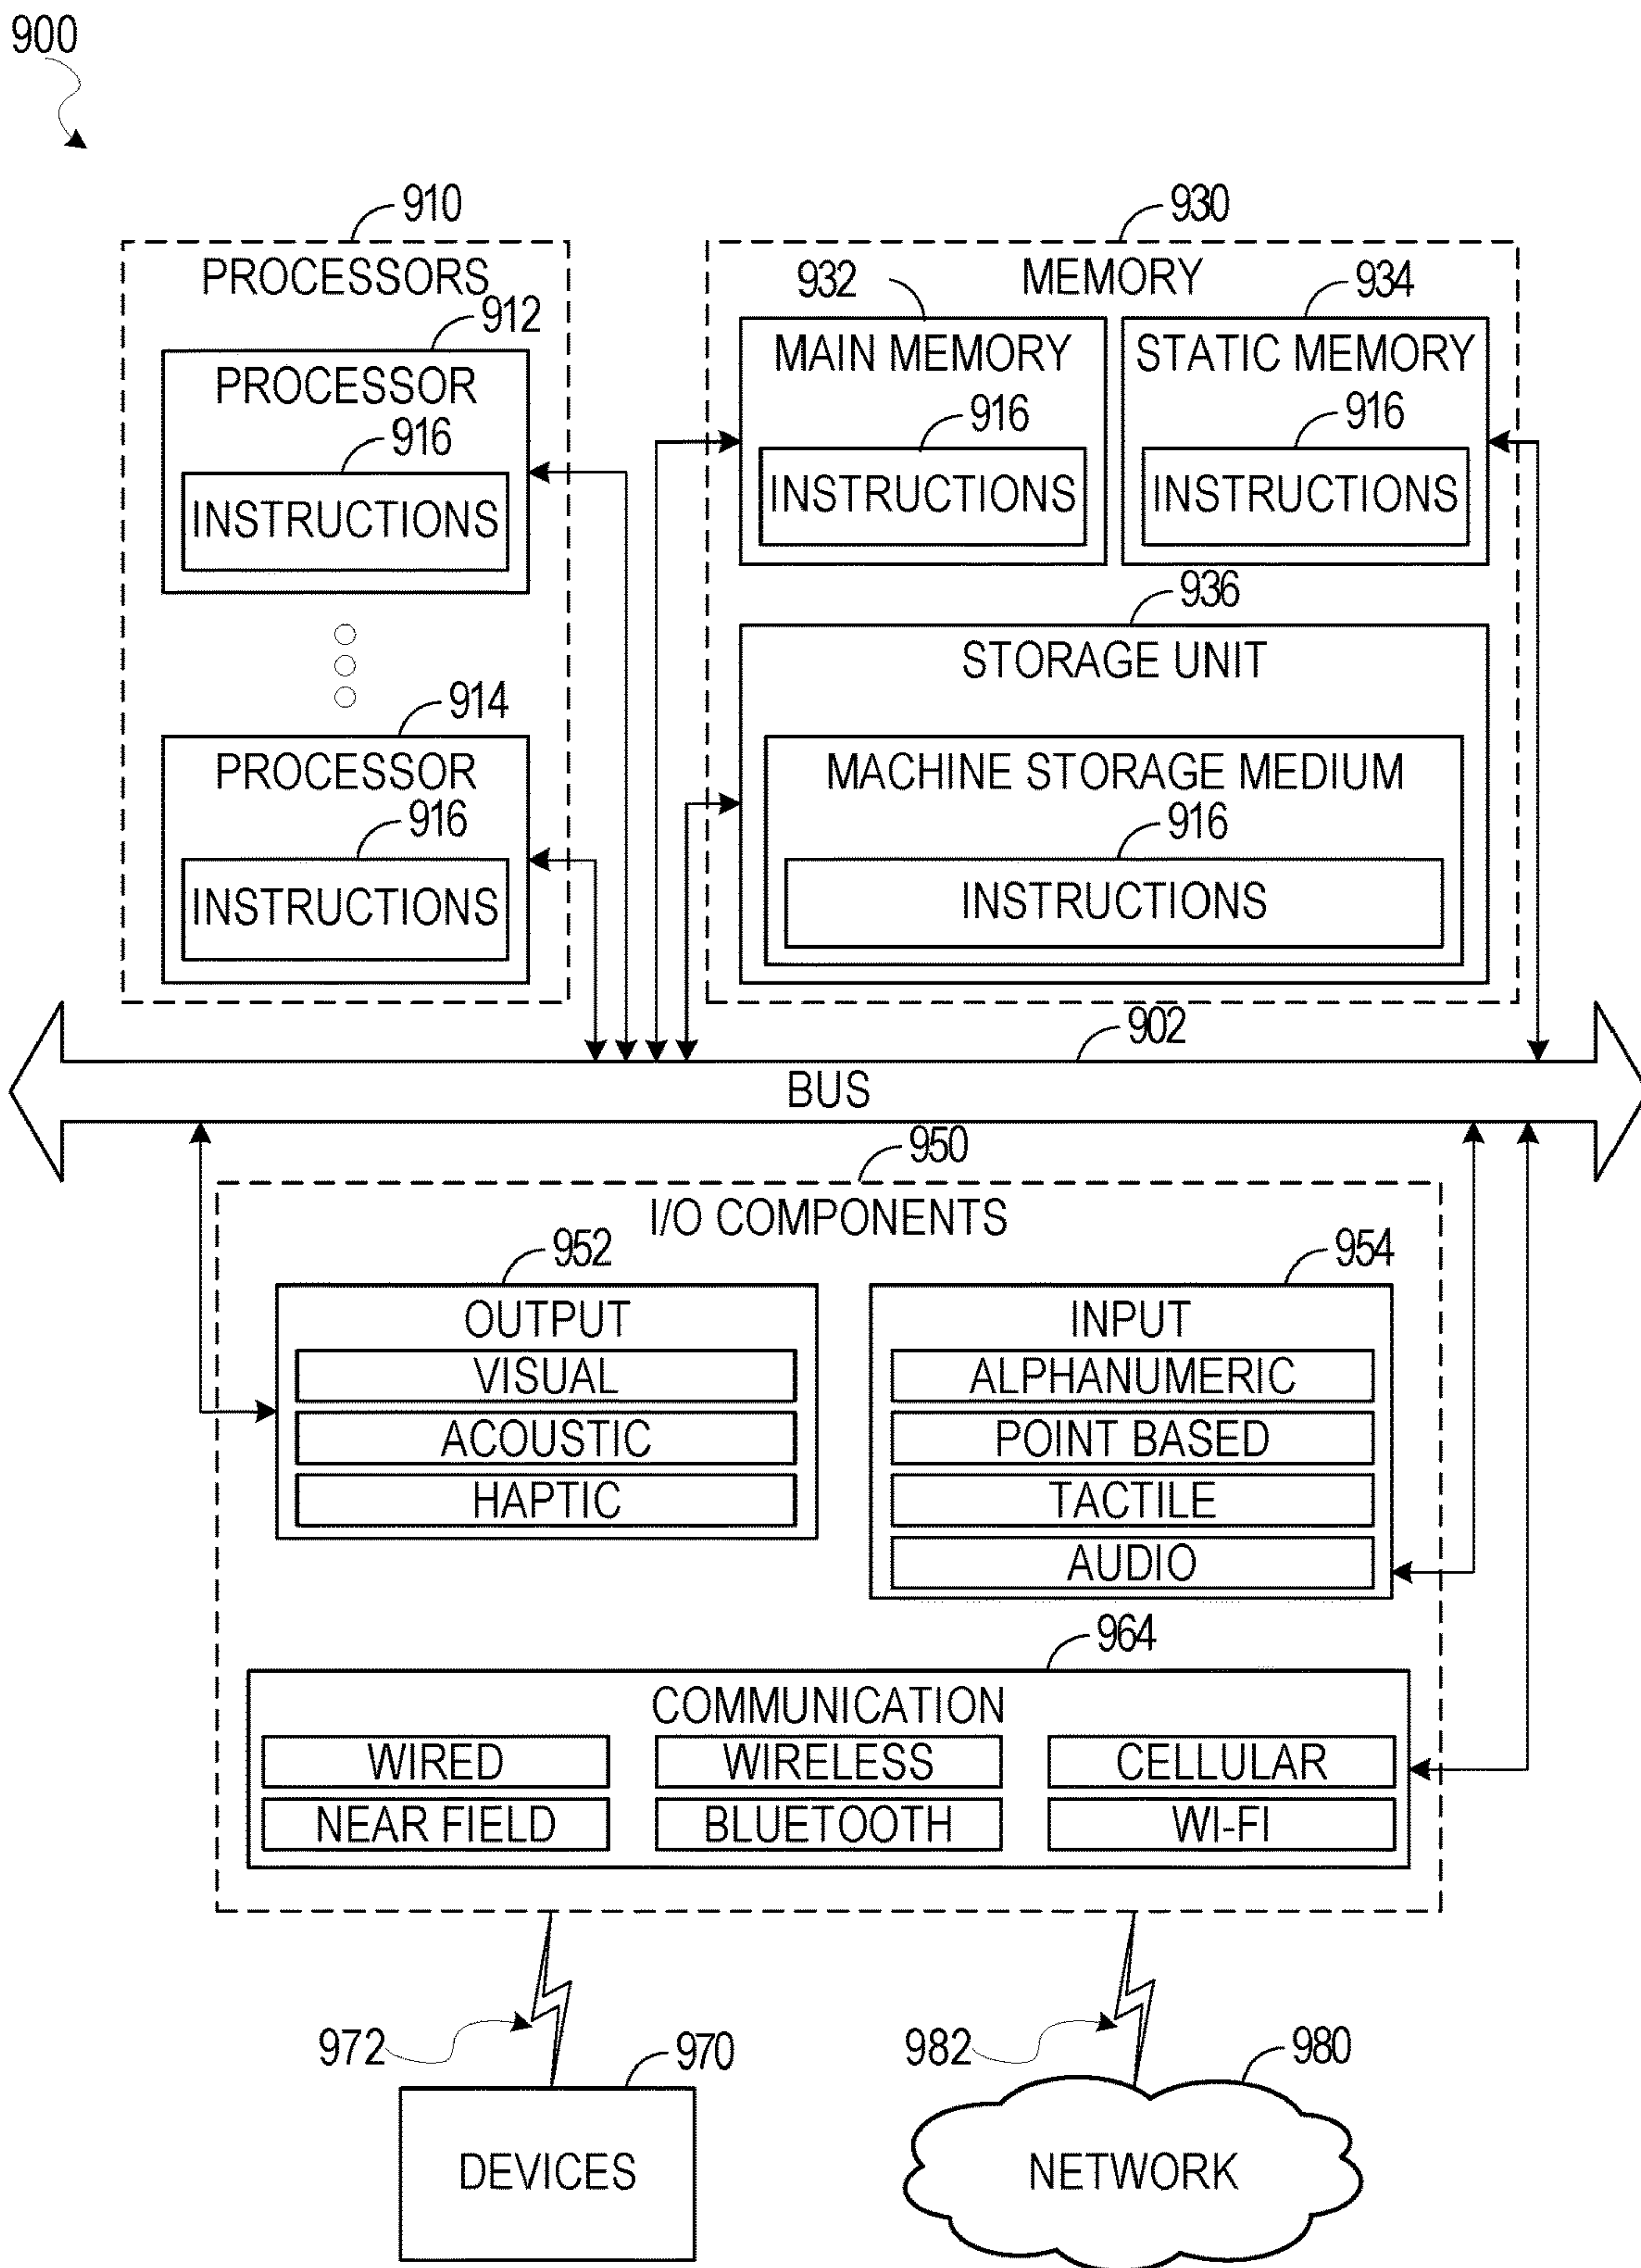 900
910
PROCESSORS
912
PROCESSOR
916
INSTRUCTIONS
914
PROCESSOR
916
INSTRUCTIONS
930
MEMORY
932
MAIN MEMORY
916
INSTRUCTIONS
934
STATIC MEMORY
916
INSTRUCTIONS
936
STORAGE UNIT
MACHINE STORAGE MEDIUM
916
INSTRUCTIONS
902
BUS
950
I/O COMPONENTS
952
OUTPUT
VISUAL
ACOUSTIC
HAPTIC
954
INPUT
ALPHANUMERIC
POINT BASED
TACTILE
AUDIO
964
COMMUNICATION
WIRED
WIRELESS
CELLULAR
NEAR FIELD
BLUETOOTH
WI-FI
972
970
DEVICES
982
980
NETWORK